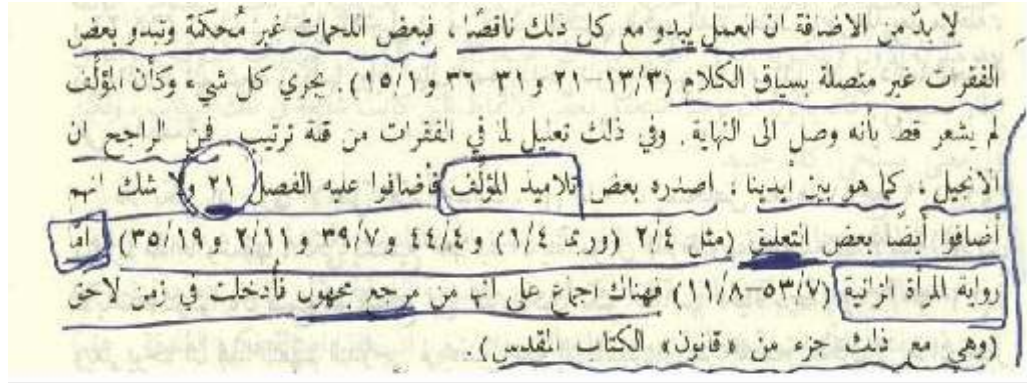 لا بدّ من الاضافة ان العمل يبدو مع كل ذلك ناقصًا ، فبعض اللحمات غير مُحكمَة وتبدو بعض
الفقرات غير متصلة بسياق الكلام (١٣/٣–٢١ و٣١–٣٦ و١٥/١) . يجري كل شيء وكأن المؤلّف
لم يشعر قط بأنه وصل الى النهاية . وفي ذلك تعليل لما في الفقرات من قلة ترتيب . فمن الراجح ان
الانجيل ، كما هو بين أيدينا ، اصدره بعض تلاميذ المؤلّف فأضافوا عليه الفصل ٢١ ولا شك انهم
أضافوا أيضًا بعض التعليق (مثل ٢/٤ (وربما ١/٤) و٤٤/٤ و٣٩/٧ و٢/١١ و٣٥/١٩) . امّا
رواية المرأة الزانية (٥٣/٧–١١/٨) فهناك اجماع على انها من مرجع مجهول فأدخلت في زمن لاحق
(وهي مع ذلك جزء من «قانون» الكتاب المقدس) .